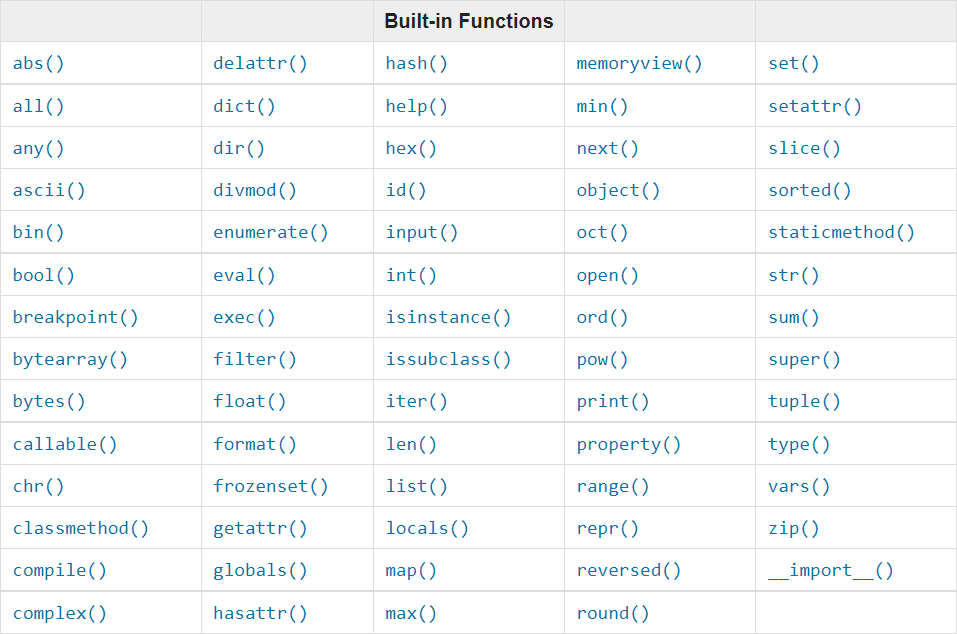 Built-in Functions
abs() delattr() hash() memoryview() set()
all() dict() help() min() setattr()
any() dir() hex() next() slice()
ascii() divmod() id() object() sorted()
bin() enumerate() input() oct() staticmethod()
bool() eval() int() open() str()
breakpoint() exec() isinstance() ord() sum()
bytearray() filter() issubclass() pow() super()
bytes() float() iter() print() tuple()
callable() format() len() property() type()
chr() frozenset() list() range() vars()
classmethod() getattr() locals() repr() zip()
compile() globals() map() reversed() __import__()
complex() hasattr() max() round()